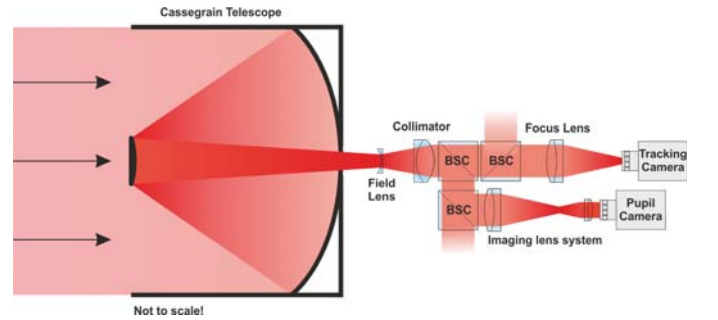 Cassegrain Telescope
Collimator
Focus Lens
BSC
BSC
Tracking
Camera
Field
Lens
BSC
Pupil
Camera
Imaging lens system
Not to scale!